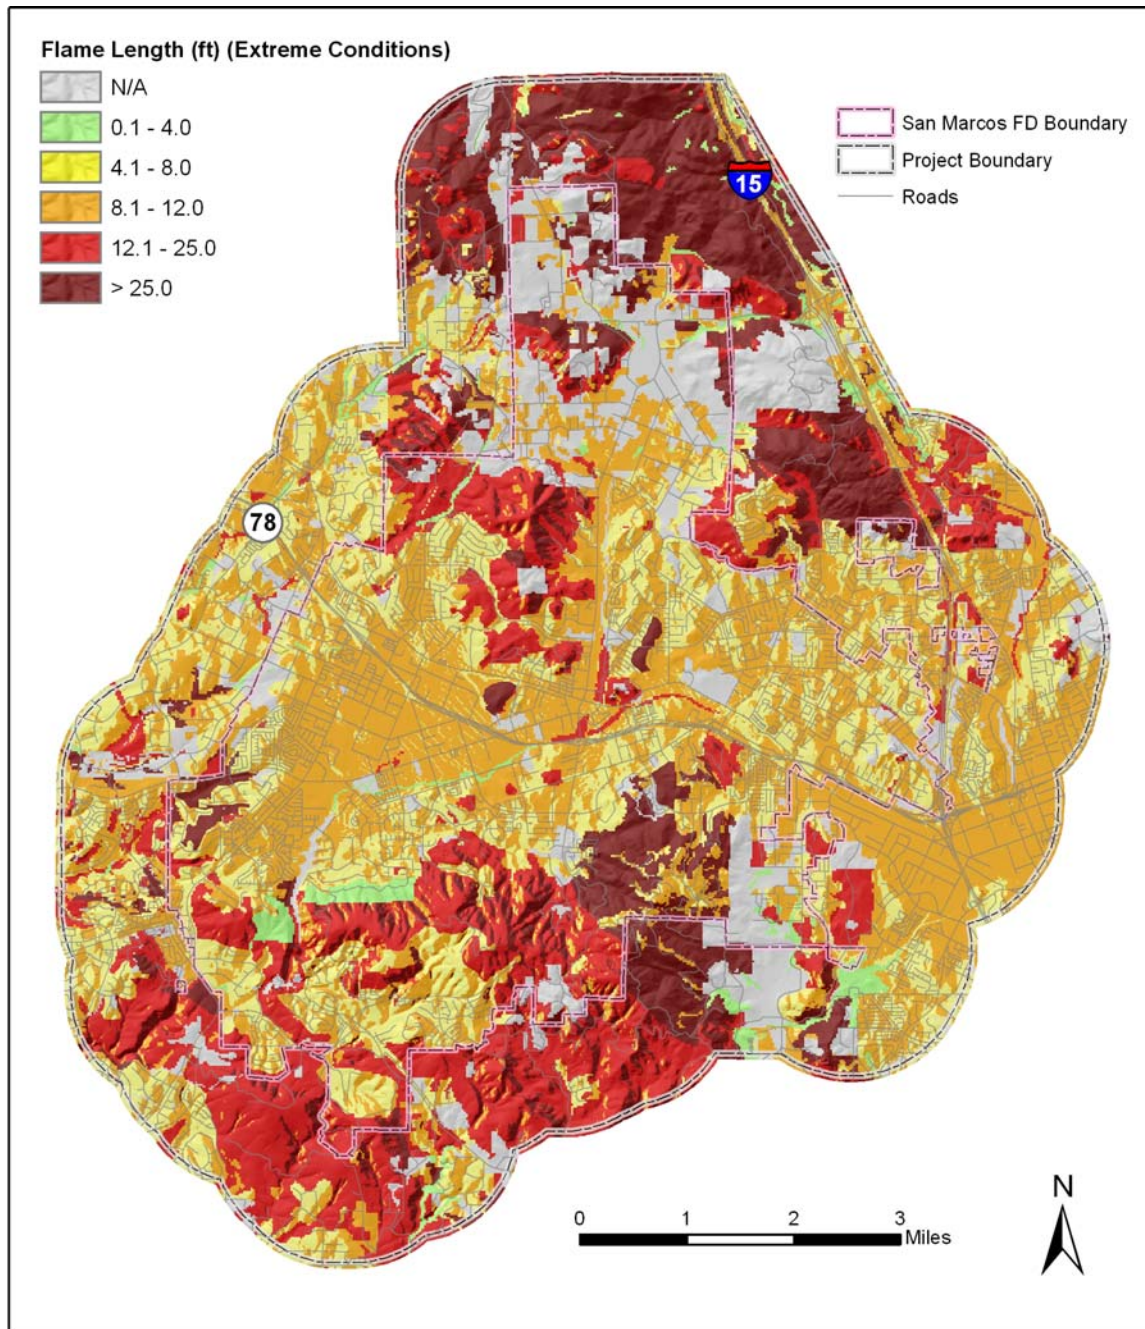 Flame Length (ft) (Extreme Conditions)
N/A
0.1 - 4.0
4.1 - 8.0
8.1 - 12.0
12.1 - 25.0
> 25.0
San Marcos FD Boundary
Project Boundary
Roads
15
78
N
0 1 2 3
Miles